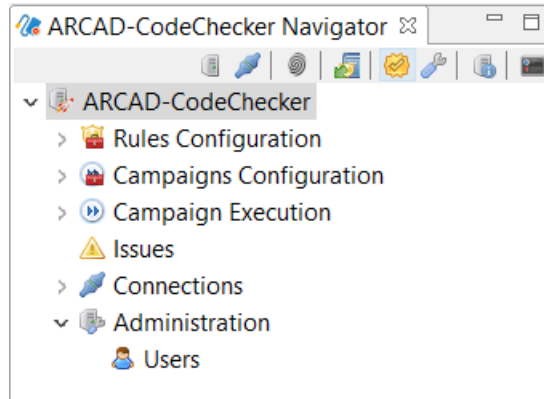 ARCAD-CodeChecker Navigator
ARCAD-CodeChecker
Rules Configuration
Campaigns Configuration
Campaign Execution
Issues
Connections
Administration
Users